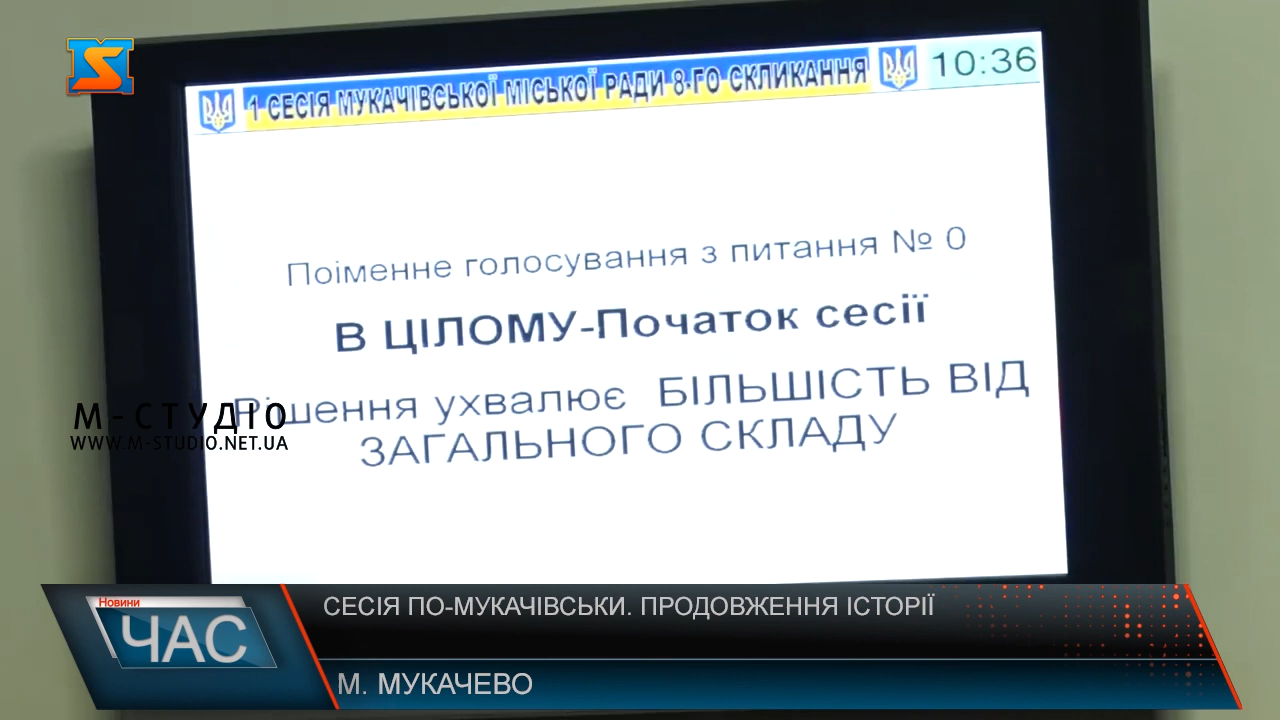 1 СЕСІЯ МУКАЧІВСЬКОЇ МІСЬКОЇ РАДИ 8-ГО СКЛИКАННЯ 10:36
Поіменне голосування з питання № 0
В ЦІЛОМУ-Початок сесії
Рішення ухвалює БІЛЬШІСТЬ ВІД
ЗАГАЛЬНОГО СКЛАДУ
М-СТУДІО
WWW.M-STUDIO.NET.UA
Новини
ЧАС
СЕСІЯ ПО-МУКАЧІВСЬКИ. ПРОДОВЖЕННЯ ІСТОРІЇ
М. МУКАЧЕВО